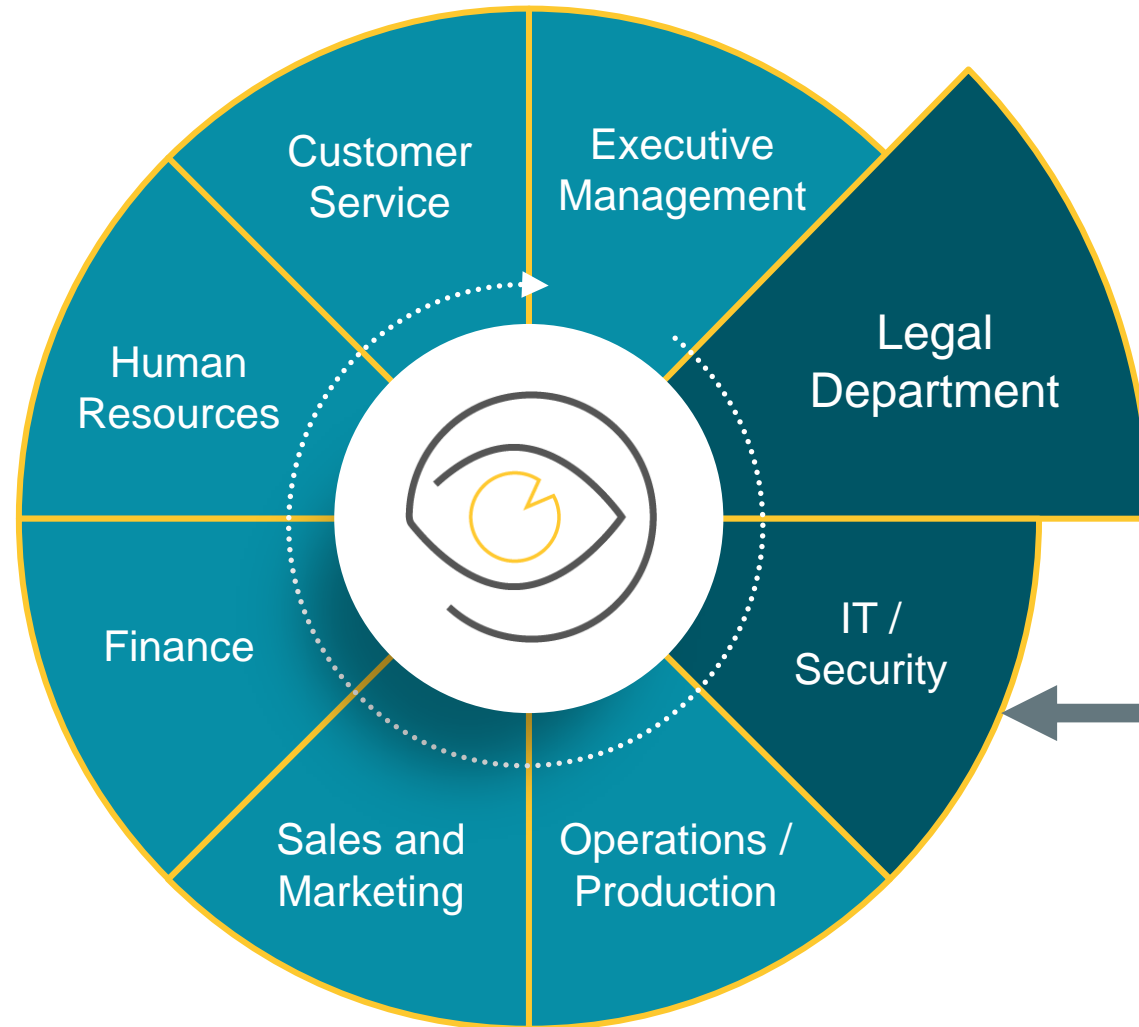 Executive
Management
Legal
Department
IT /
Security
Operations /
Production
Sales and
Marketing
Finance
Human
Resources
Customer
Service